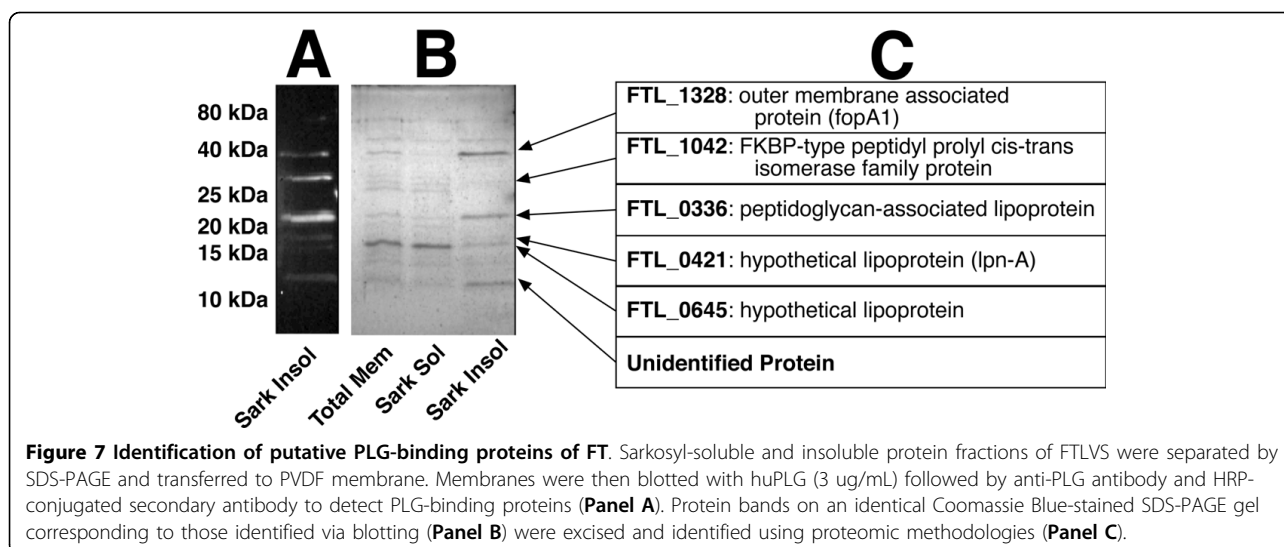 A B C
80 kDa
40 kDa
25 kDa
20 kDa
15 kDa
10 kDa
Sark Insol
Total Mem
Sark Sol
Sark Insol
FTL_1328: outer membrane associated
protein (fopA1)
FTL_1042: FKBP-type peptidyl prolyl cis-trans
isomerase family protein
FTL_0336: peptidoglycan-associated lipoprotein
FTL_0421: hypothetical lipoprotein (lpn-A)
FTL_0645: hypothetical lipoprotein
Unidentified Protein
Figure 7 Identification of putative PLG-binding proteins of FT. Sarkosyl-soluble and insoluble protein fractions of FTLVS were separated by
SDS-PAGE and transferred to PVDF membrane. Membranes were then blotted with huPLG (3 ug/mL) followed by anti-PLG antibody and HRP-
conjugated secondary antibody to detect PLG-binding proteins (Panel A). Protein bands on an identical Coomassie Blue-stained SDS-PAGE gel
corresponding to those identified via blotting (Panel B) were excised and identified using proteomic methodologies (Panel C).